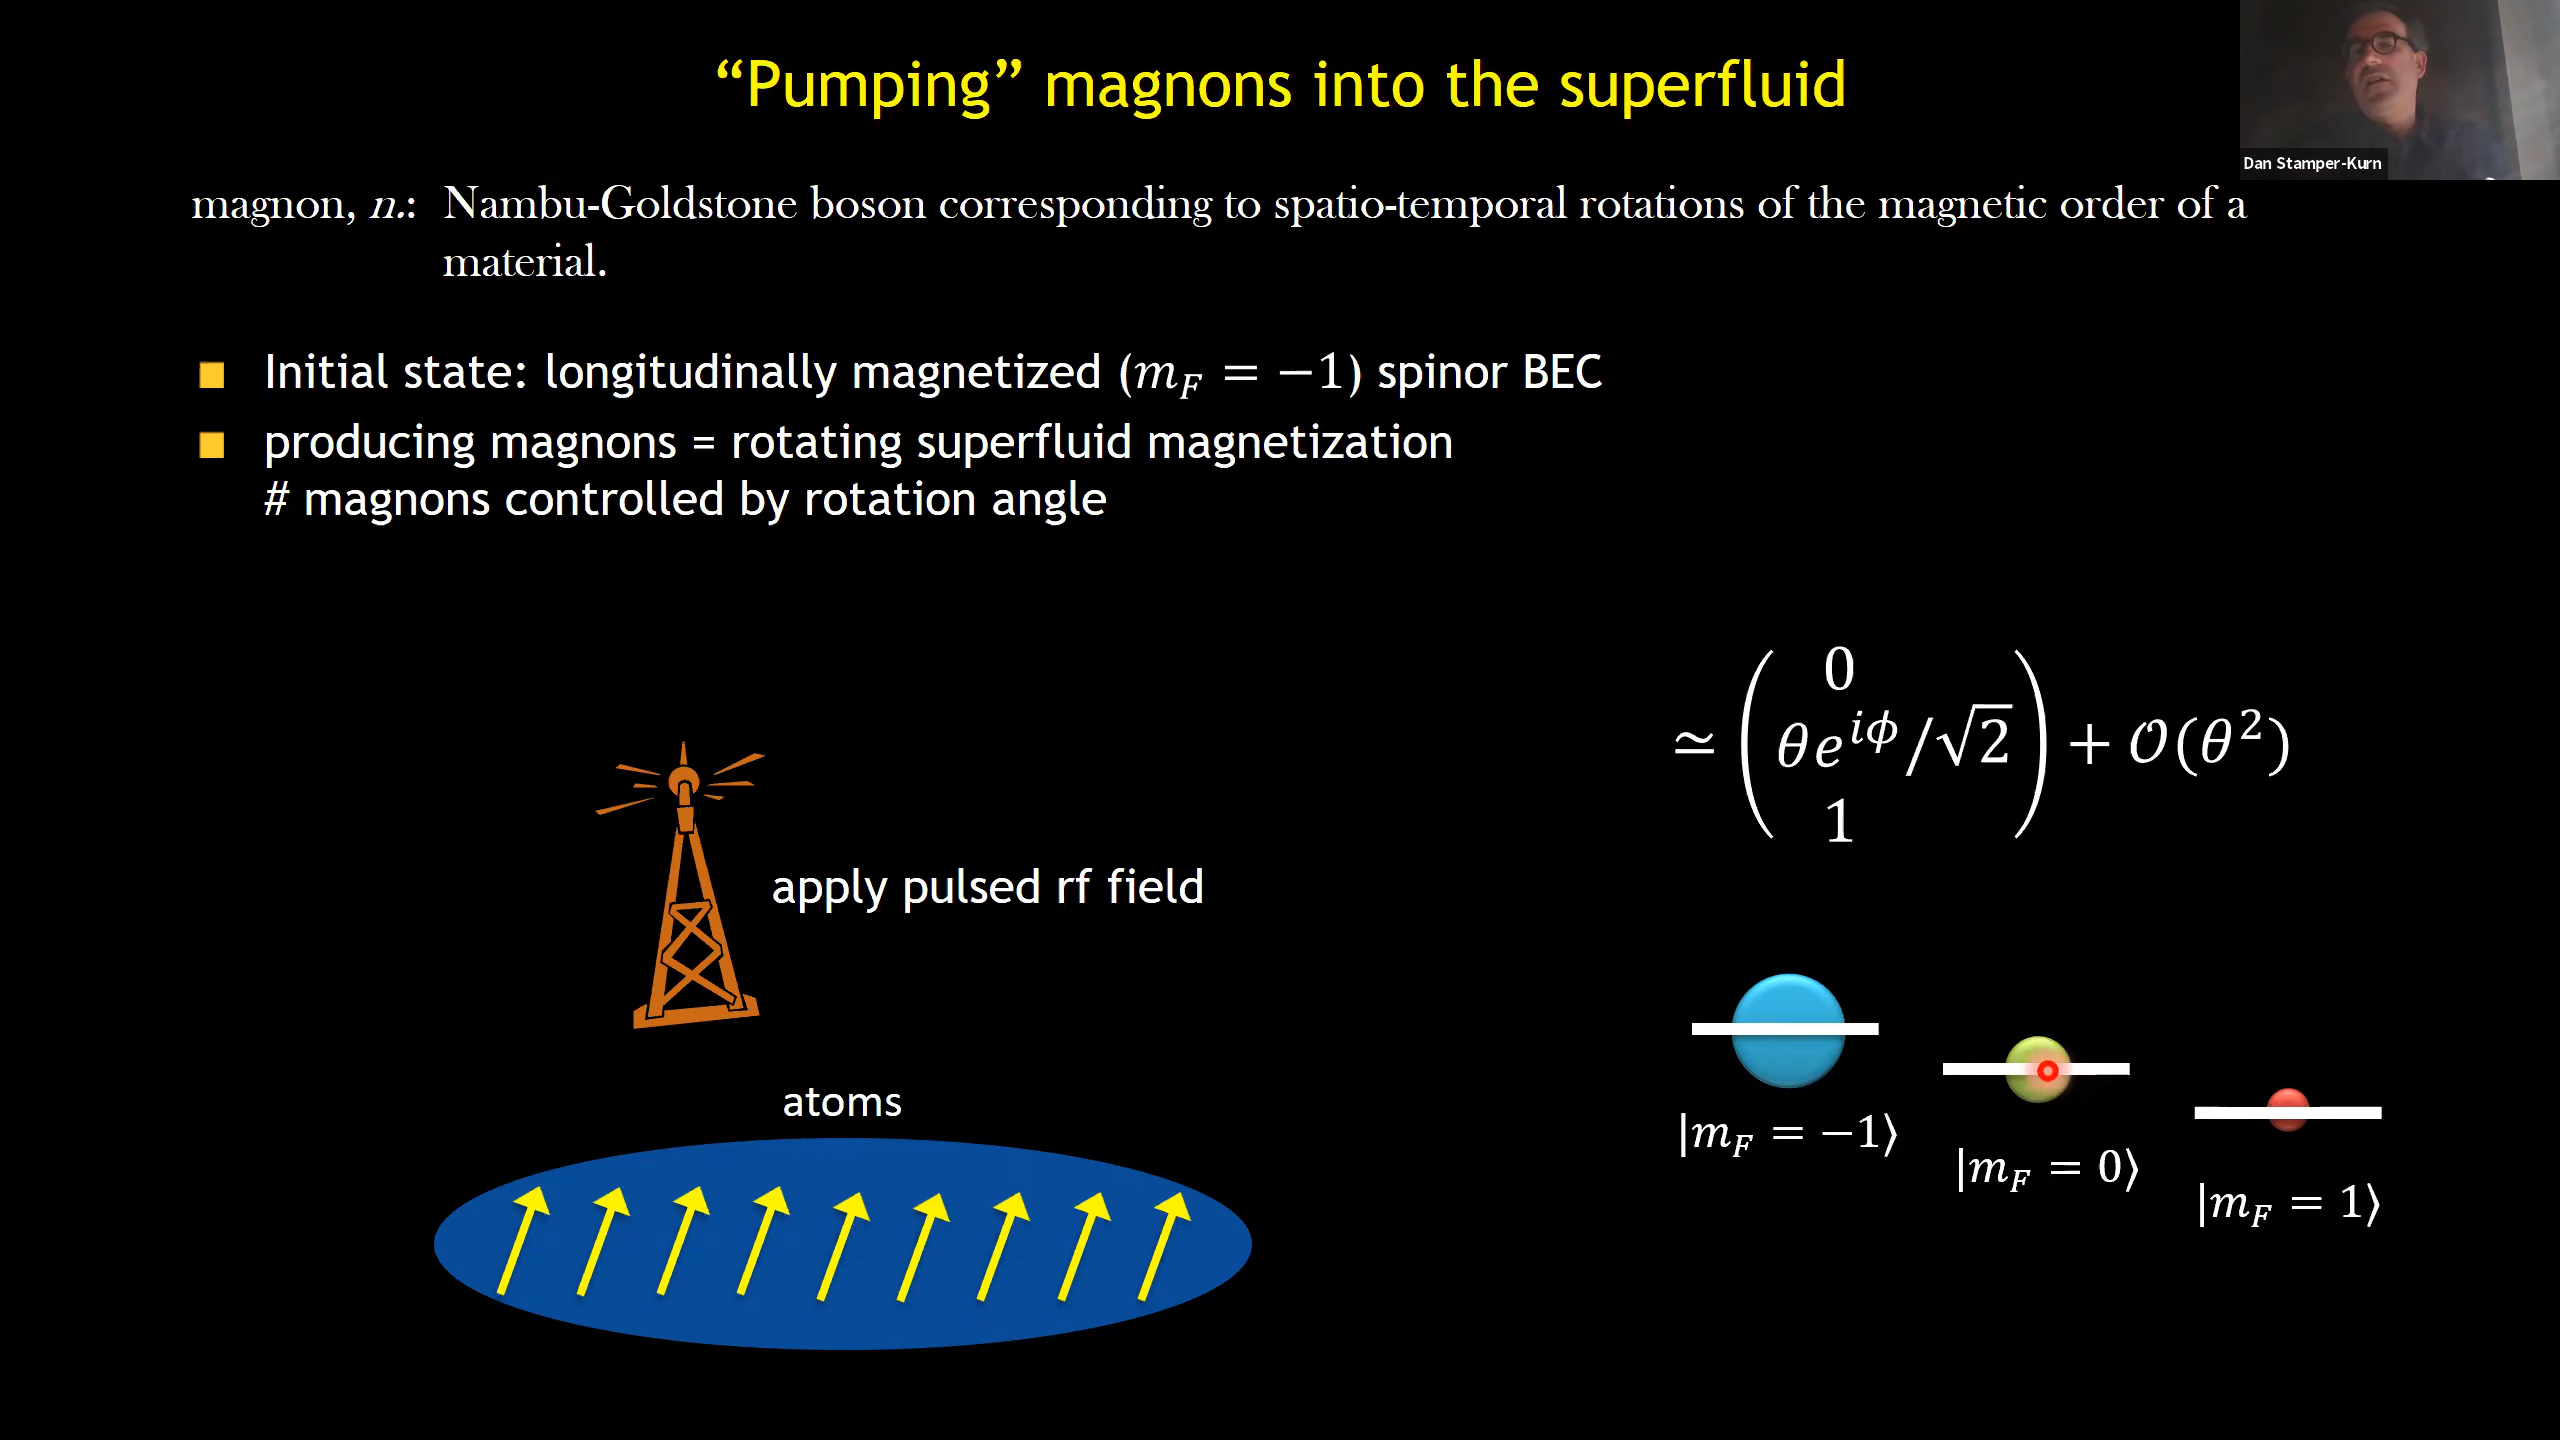 “Pumping” magnons into the superfluid
Dan Stamper-Kurn
magnon, n.: Nambu-Goldstone boson corresponding to spatio-temporal rotations of the magnetic order of a
material.
Initial state: longitudinally magnetized (m_F = −1) spinor BEC
producing magnons = rotating superfluid magnetization
# magnons controlled by rotation angle
≃ ( 0
θe^{iϕ}/√2
1 ) + 𝒪(θ²)
apply pulsed rf field
atoms
|m_F = −1⟩
|m_F = 0⟩
|m_F = 1⟩